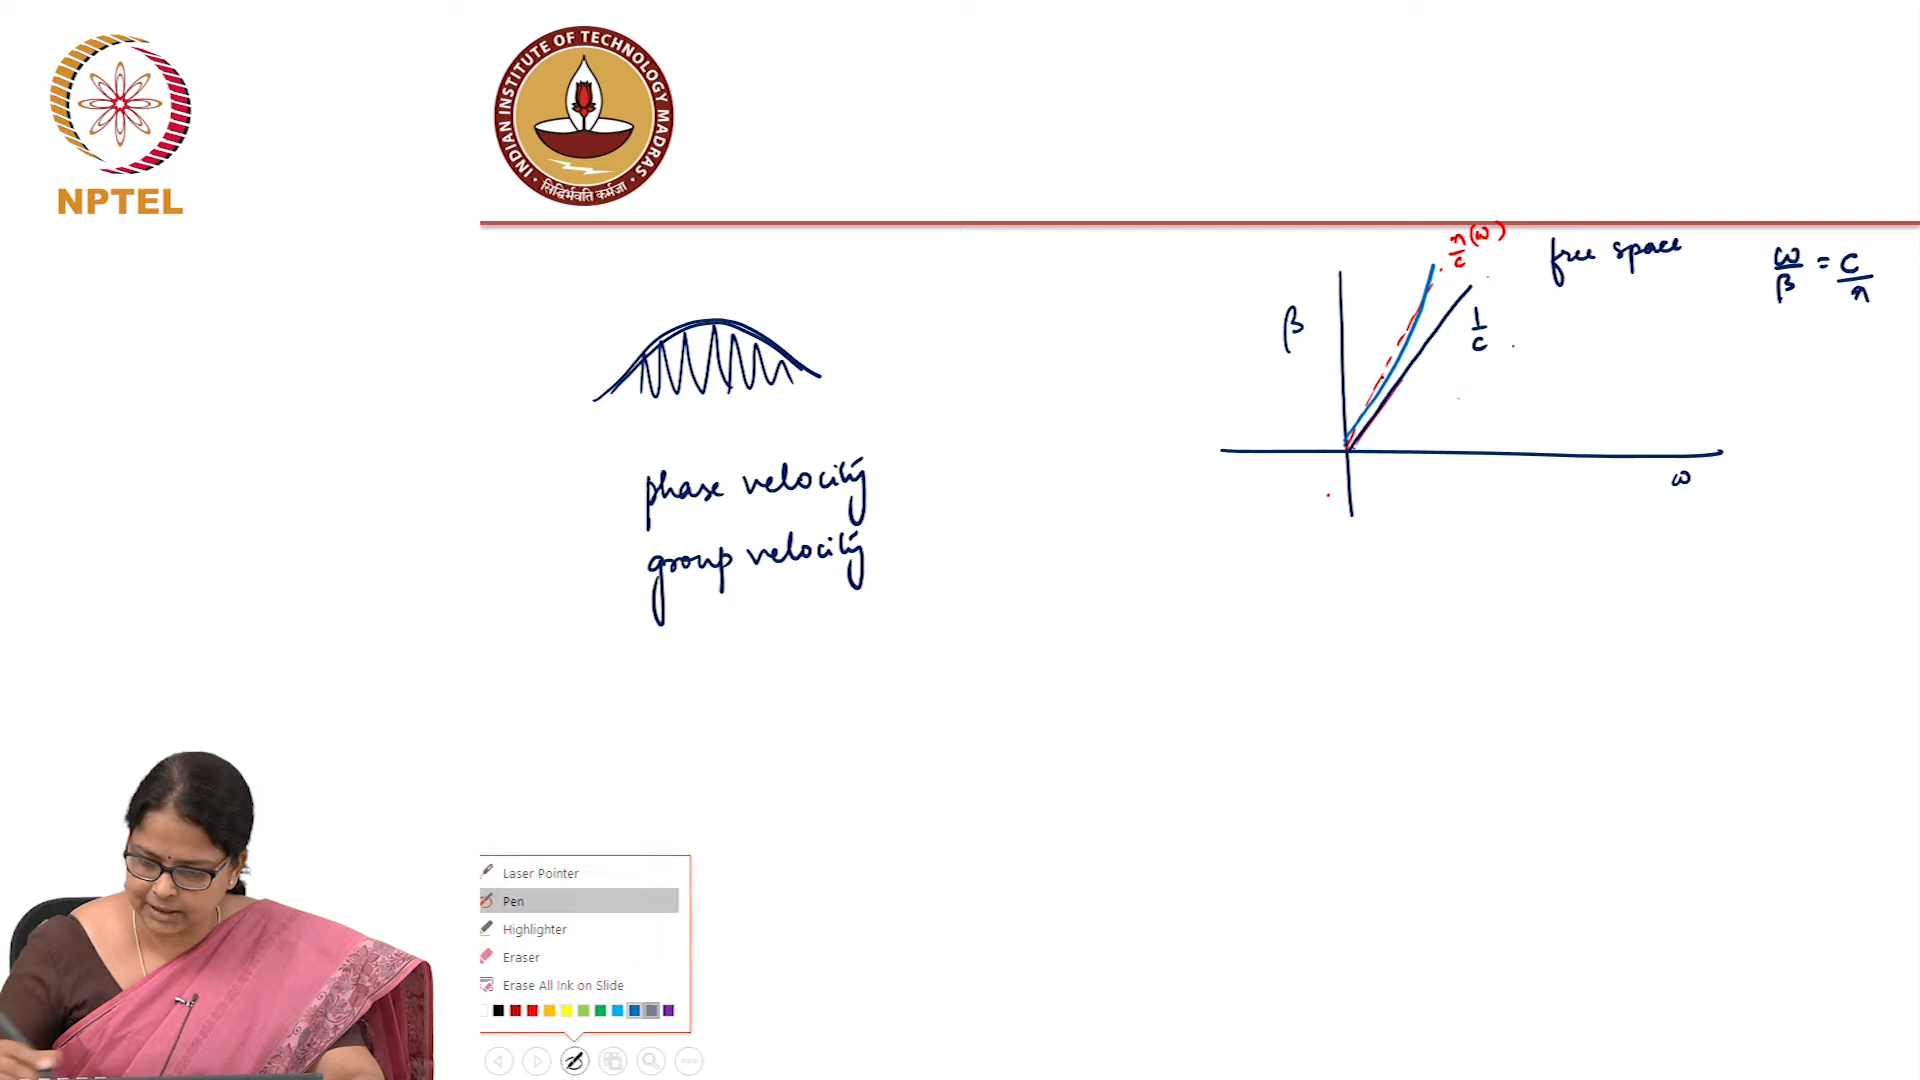 NPTEL
INDIAN INSTITUTE OF TECHNOLOGY MADRAS
सिद्धिर्भवति कर्मजा
n/c (ω)
free space
ω/β = c/n
β
1/c
ω
phase velocity
group velocity
Laser Pointer
Pen
Highlighter
Eraser
Erase All Ink on Slide